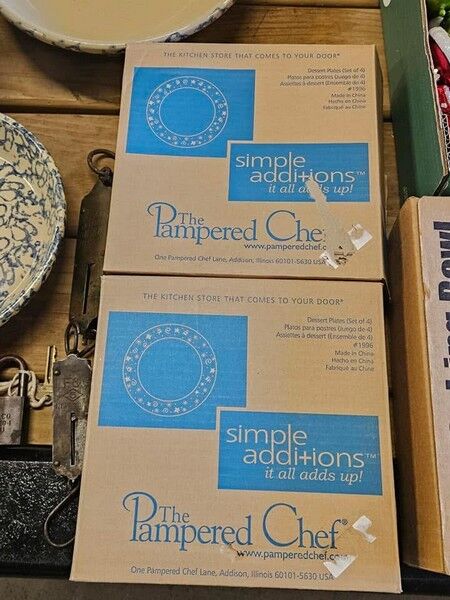 THE KITCHEN STORE THAT COMES TO YOUR DOOR®
Dessert Plates (Set of 4)
Platos para postres (Juego de 4)
Assiettes à dessert (Ensemble de 4)
#1996
Made in China
Hecho en China
Fabriqué au Chine
simple
additions™
it all adds up!
The
Pampered Chef
www.pamperedchef.
One Pampered Chef Lane, Addison, Illinois 60101-5630 USA
THE KITCHEN STORE THAT COMES TO YOUR DOOR®
Dessert Plates (Set of 4)
Platos para postres (Juego de 4)
Assiettes à dessert (Ensemble de 4)
#1996
Made in China
Hecho en China
Fabriqué au Chine
simple
additions™
it all adds up!
The
Pampered Chef®
www.pamperedchef.com
One Pampered Chef Lane, Addison, Illinois 60101-5630 USA
Bowl